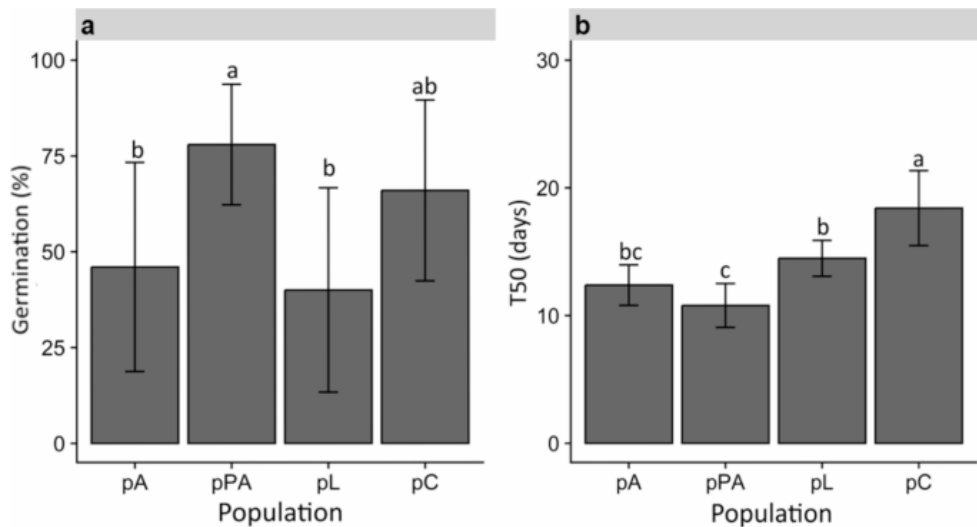 a
100
75
50
25
0
Germination (%)
b
a
b
ab
pA
pPA
pL
pC
Population
b
30
20
10
0
T50 (days)
bc
c
b
a
pA
pPA
pL
pC
Population